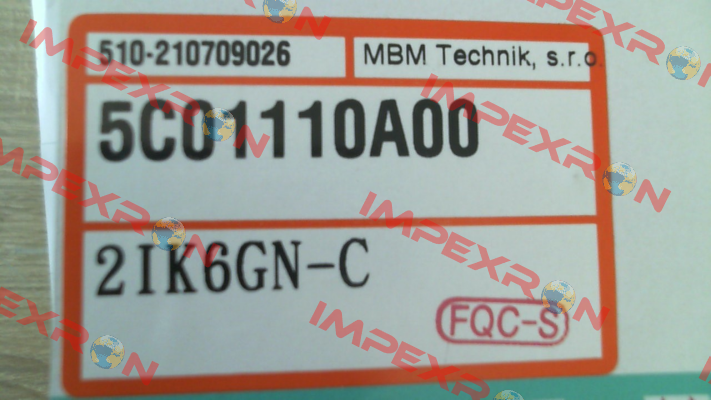 510-210709026 MBM Technik, s.r.o.
5C01110A00
2IK6GN-C
FQC-S
IMPEXRON
IMPEXRON
IMPEXRON
IMPEXRON
IMPEXRON
IMPEXRON